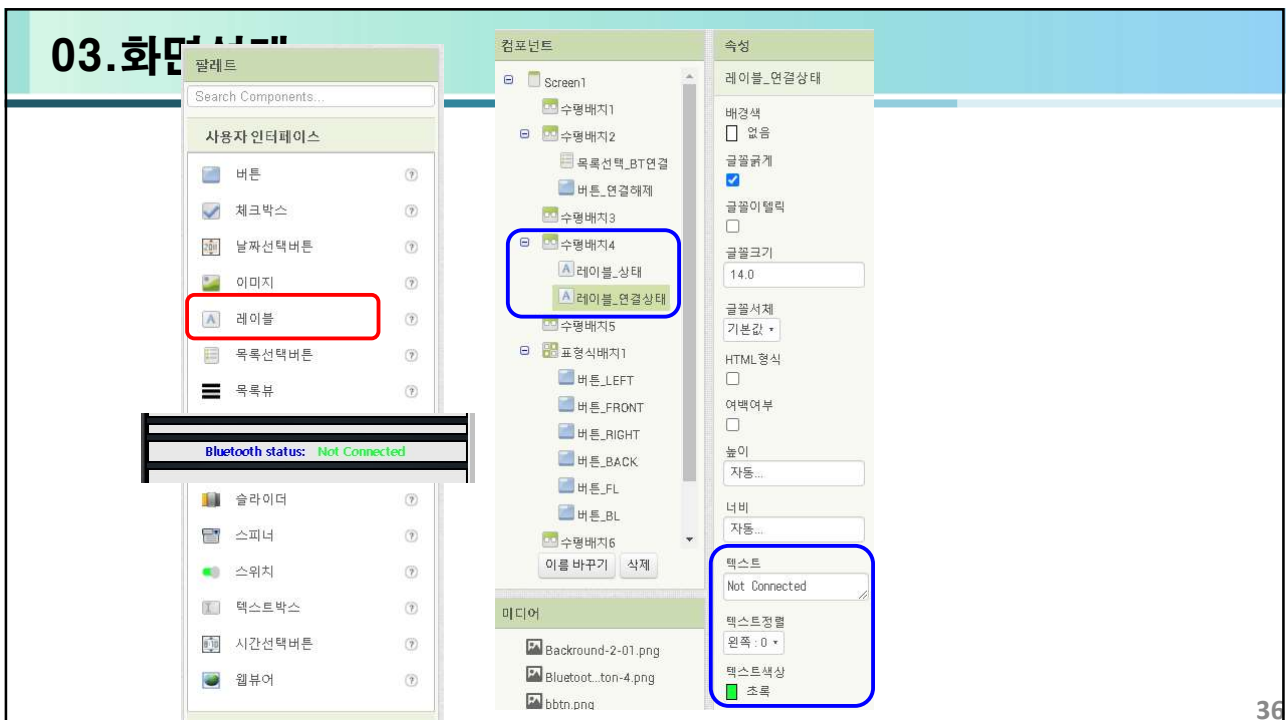 03.화면
팔레트
Search Components...
사용자 인터페이스
버튼
체크박스
날짜선택버튼
이미지
레이블
목록선택버튼
목록뷰
Bluetooth status: Not Connected
슬라이더
스피너
스위치
텍스트박스
시간선택버튼
웹뷰어
컴포넌트
Screen1
수평배치1
수평배치2
목록선택_BT연결
버튼_연결해제
수평배치3
수평배치4
레이블_상태
레이블_연결상태
수평배치5
표형식배치1
버튼_LEFT
버튼_FRONT
버튼_RIGHT
버튼_BACK
버튼_FL
버튼_BL
수평배치6
이름 바꾸기 삭제
미디어
Backround-2-01.png
Bluetoot...ton-4.png
bbtn.png
속성
레이블_연결상태
배경색
없음
글꼴굵게
글꼴이텔릭
글꼴크기
14.0
글꼴서체
기본값
HTML형식
여백여부
높이
자동...
너비
자동...
텍스트
Not Connected
텍스트정렬
왼쪽 : 0
텍스트색상
초록
36